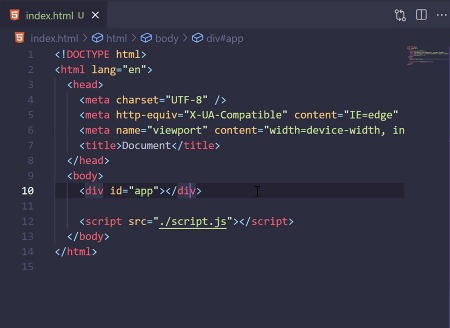 index.html U ×
index.html > html > body > div#app
1 <!DOCTYPE html>
2 <html lang="en">
3 <head>
4 <meta charset="UTF-8" />
5 <meta http-equiv="X-UA-Compatible" content="IE=edge"
6 <meta name="viewport" content="width=device-width, in
7 <title>Document</title>
8 </head>
9 <body>
10 <div id="app"></div>
11
12 <script src="./script.js"></script>
13 </body>
14 </html>
15